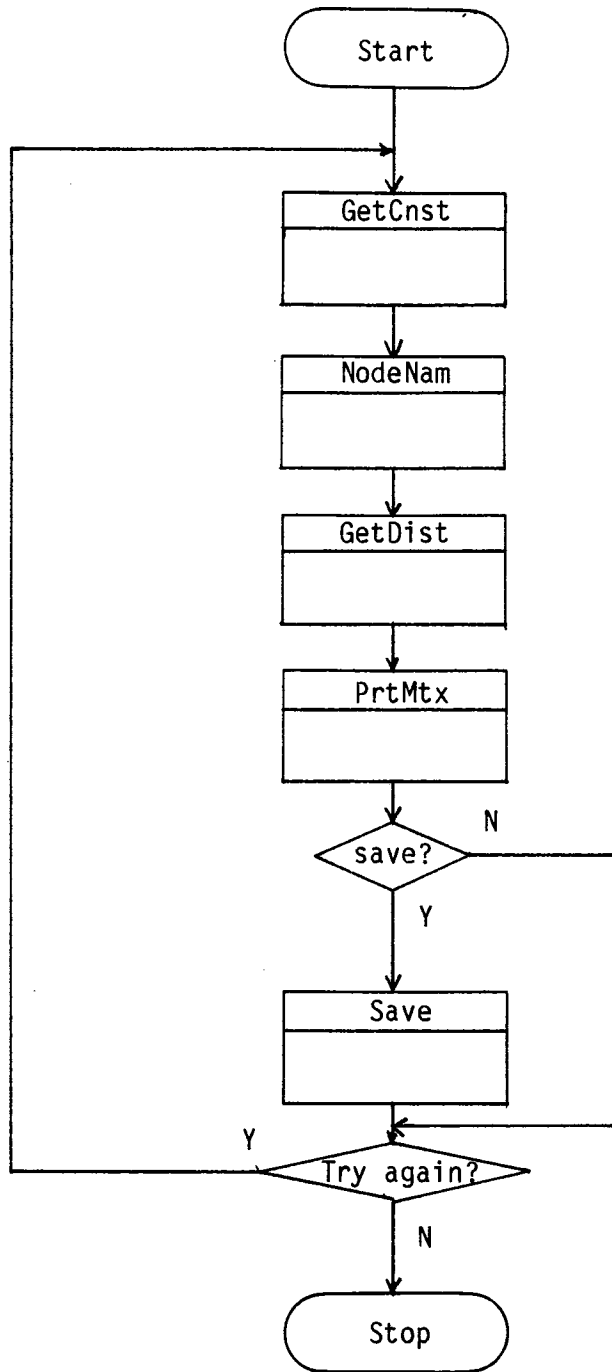 Start
GetCnst
NodeNam
GetDist
PrtMtx
save?
N
Y
Save
Y
Try again?
N
Stop